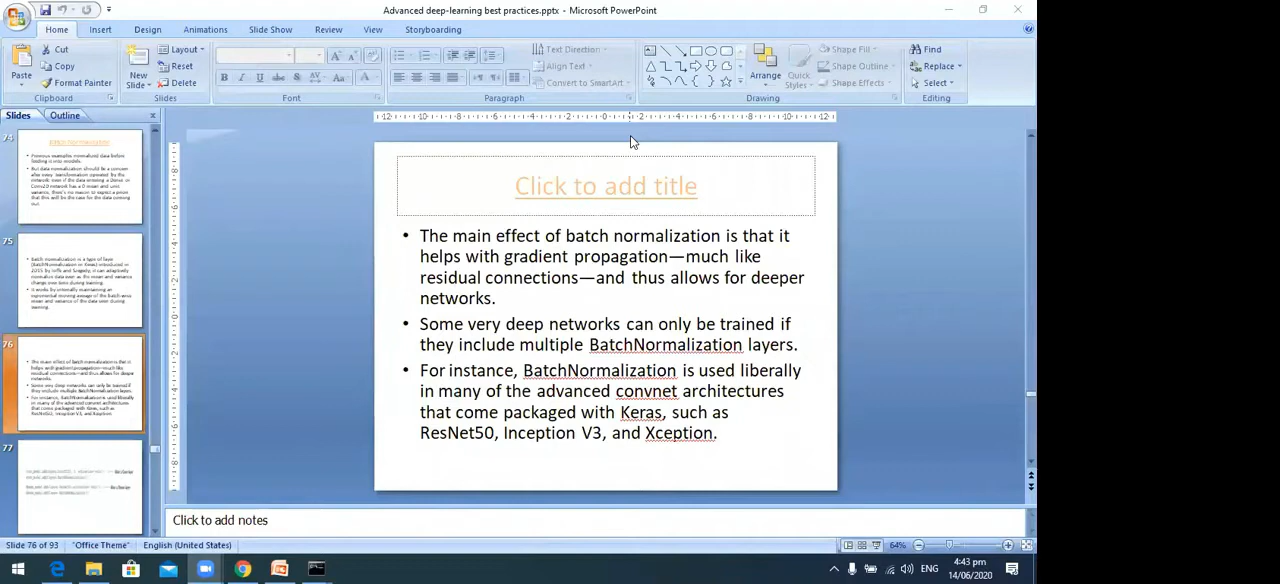 Advanced deep-learning best practices.pptx - Microsoft PowerPoint
Home Insert Design Animations Slide Show Review View Storyboarding
Paste Cut Copy Format Painter
Clipboard
New Slide Layout Reset Delete
Slides
Font
Text Direction Align Text Convert to SmartArt
Paragraph
Arrange Quick Styles Shape Fill Shape Outline Shape Effects
Drawing
Find Replace Select
Editing
Slides Outline
74
Batch Normalization
75
76
77
Click to add title
• The main effect of batch normalization is that it
helps with gradient propagation—much like
residual connections—and thus allows for deeper
networks.
• Some very deep networks can only be trained if
they include multiple BatchNormalization layers.
• For instance, BatchNormalization is used liberally
in many of the advanced convnet architectures
that come packaged with Keras, such as
ResNet50, Inception V3, and Xception.
Click to add notes
Slide 76 of 93 "Office Theme" English (United States) 64%
ENG 4:43 pm
14/06/2020